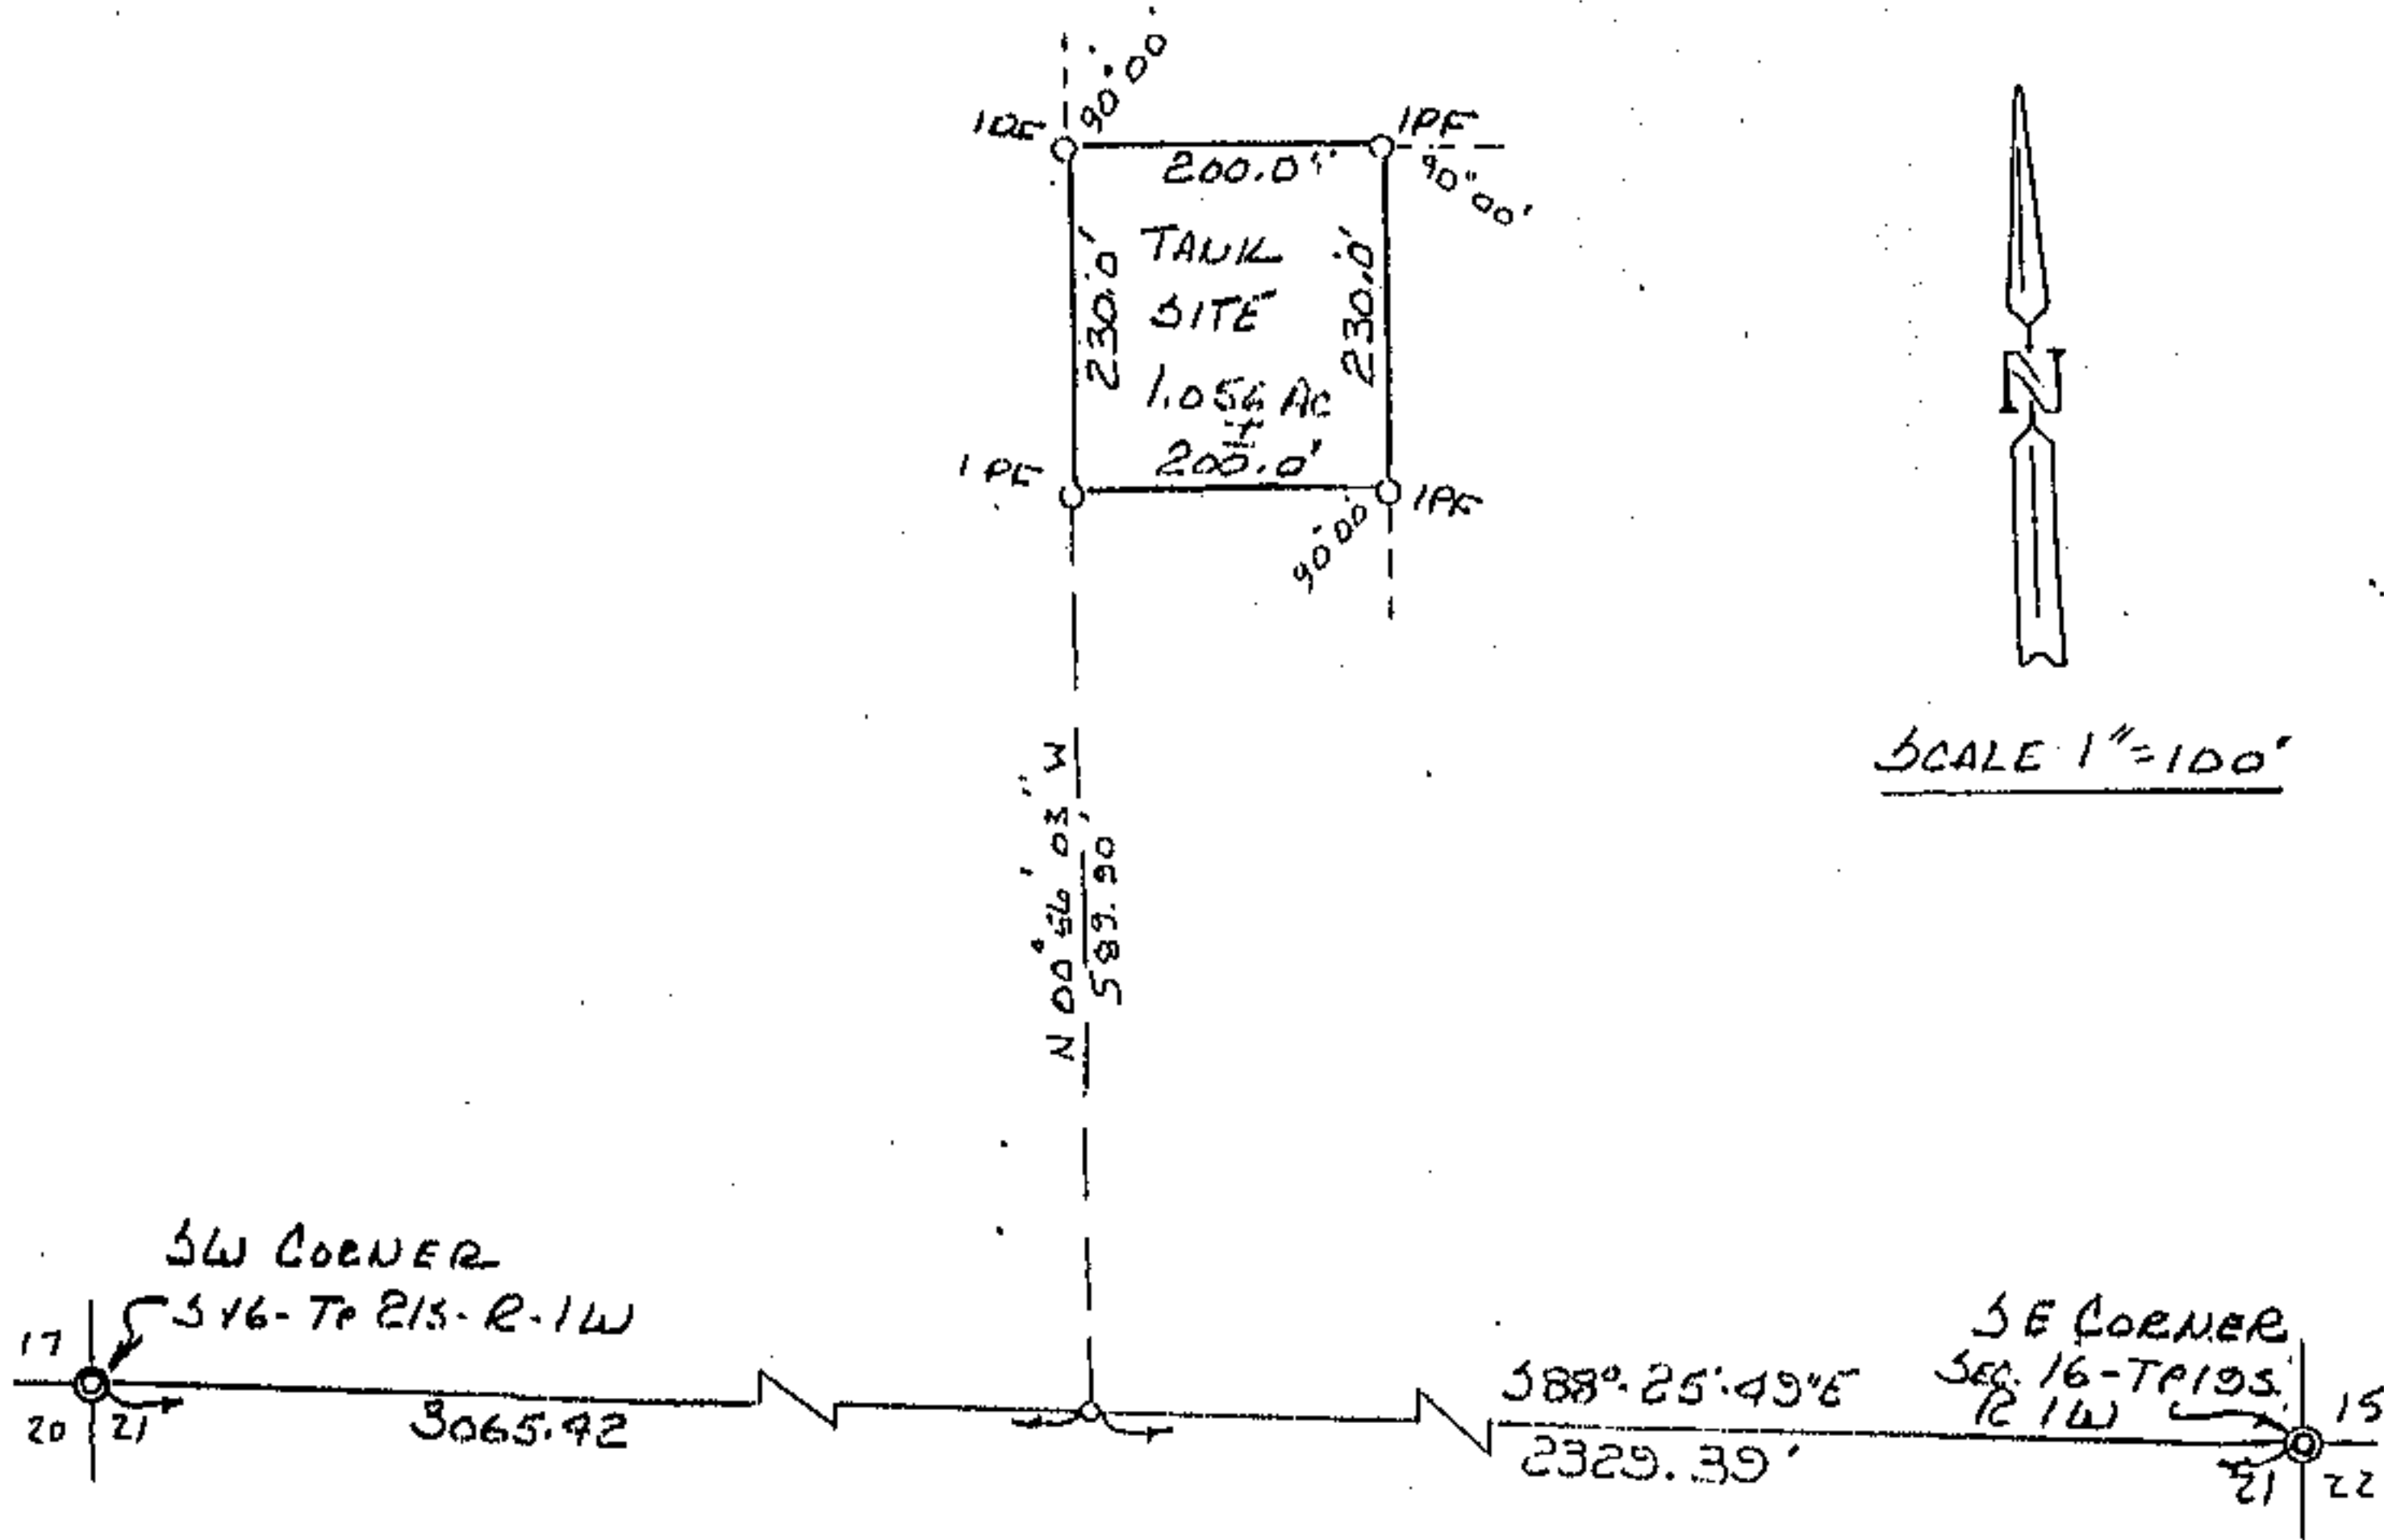 90°.00'
IPF
IPF
200.0'
90°00'
230.0'
TANK
SITE
230.0'
1.056 Ac
±
200.0'
IPF
IPF
90°00'
N 00° 56' 03" W
589.90'
SCALE 1"=100'
SW CORNER
S 16-Tp 21S-R-1W
17
20
21
3065.42
S88°.25'.49"E
2329.39'
SE CORNER
SEC. 16-TP19S.
R 1W
15
21
22
N